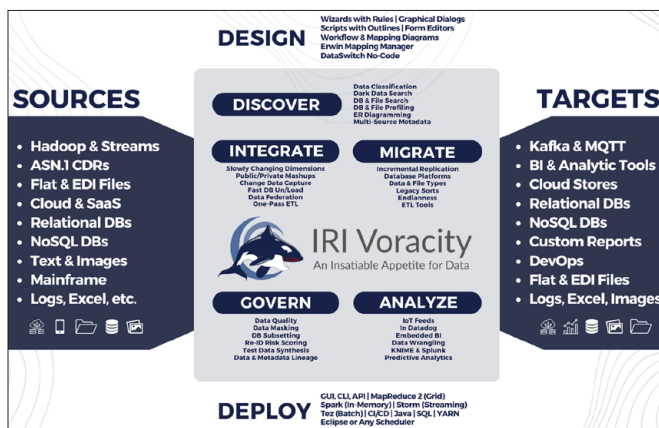 DESIGN
Wizards with Rules | Graphical Dialogs
Scripts with Outlines | Form Editors
Workflow & Mapping Diagrams
Erwin Mapping Manager
DataSwitch No-Code
SOURCES
Hadoop & Streams
ASN.1 CDRs
Flat & EDI Files
Cloud & SaaS
Relational DBs
NoSQL DBs
Text & Images
Mainframe
Logs, Excel, etc.
DISCOVER
Data Classification
Dark Data Search
DB & File Search
DB & File Profiling
ER Diagramming
Multi-Source Metadata
INTEGRATE
Slowly Changing Dimensions
Public/Private Mashups
Change Data Capture
Fast DB Un/Load
Data Federation
One-Pass ETL
MIGRATE
Incremental Replication
Database Platforms
Data & File Types
Legacy Sorts
Endianness
ETL Tools
IRI Voracity
An Insatiable Appetite for Data
GOVERN
Data Quality
Data Masking
DB Subsetting
Re-ID Risk Scoring
Test Data Synthesis
Data & Metadata Lineage
ANALYZE
IoT Feeds
In Datadog
Embedded BI
Data Wrangling
KNIME & Splunk
Predictive Analytics
TARGETS
Kafka & MQTT
BI & Analytic Tools
Cloud Stores
Relational DBs
NoSQL DBs
Custom Reports
DevOps
Flat & EDI Files
Logs, Excel, Images
DEPLOY
GUI, CLI, API | MapReduce 2 (Grid)
Spark (In-Memory) | Storm (Streaming)
Tez (Batch) | CI/CD | Java | SQL | YARN
Eclipse or Any Scheduler